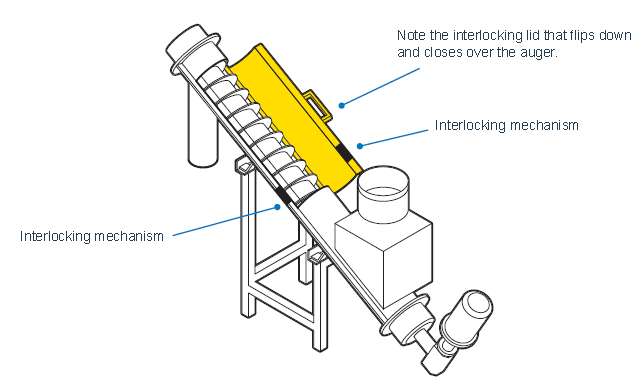 Note the interlocking lid that flips down
and closes over the auger.
Interlocking mechanism
Interlocking mechanism